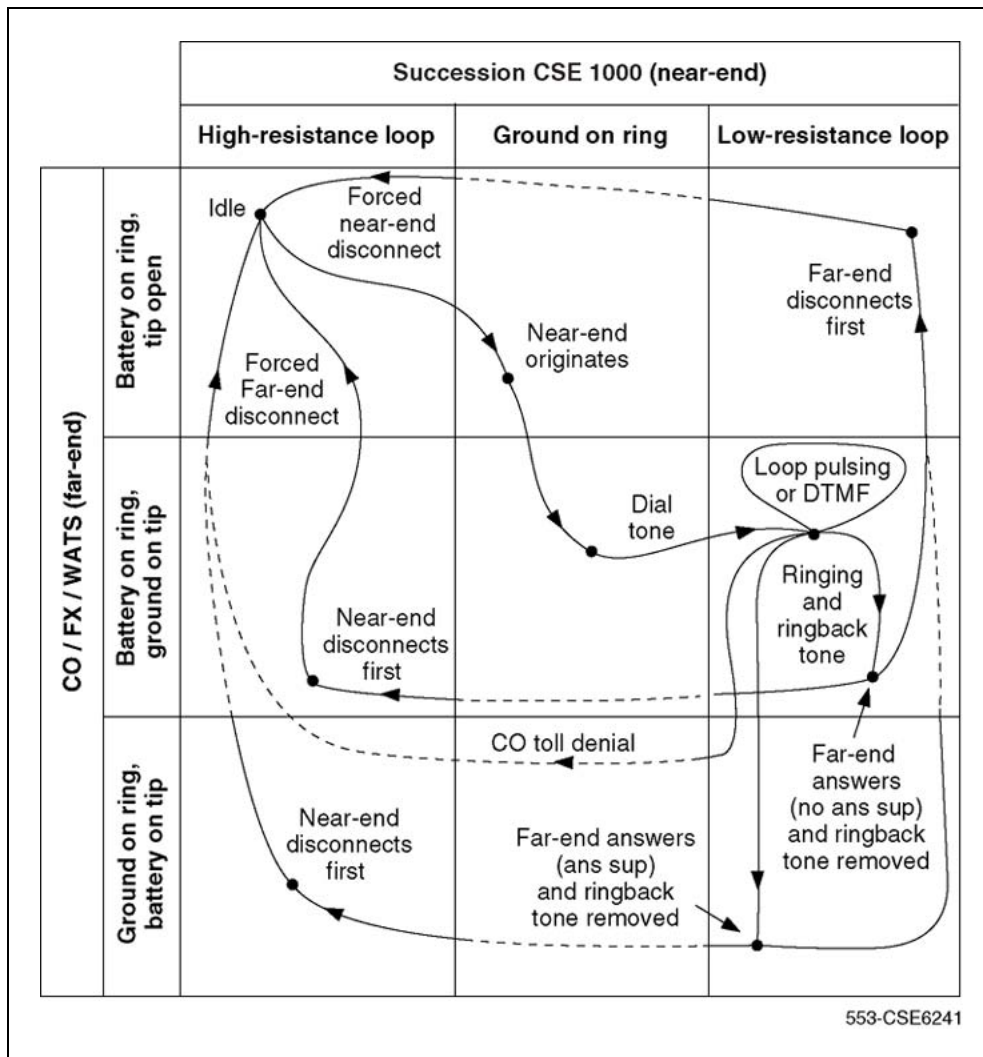 Succession CSE 1000 (near-end)
High-resistance loop
Ground on ring
Low-resistance loop
CO / FX / WATS (far-end)
Battery on ring,
tip open
Idle
Forced
near-end
disconnect
Near-end
originates
Far-end
disconnects
first
Forced
Far-end
disconnect
Battery on ring,
ground on tip
Loop pulsing
or DTMF
Dial
tone
Ringing
and
ringback
tone
Near-end
disconnects
first
Ground on ring,
battery on tip
CO toll denial
Far-end
answers
(no ans sup)
and ringback
tone removed
Near-end
disconnects
first
Far-end answers
(ans sup)
and ringback
tone removed
553-CSE6241